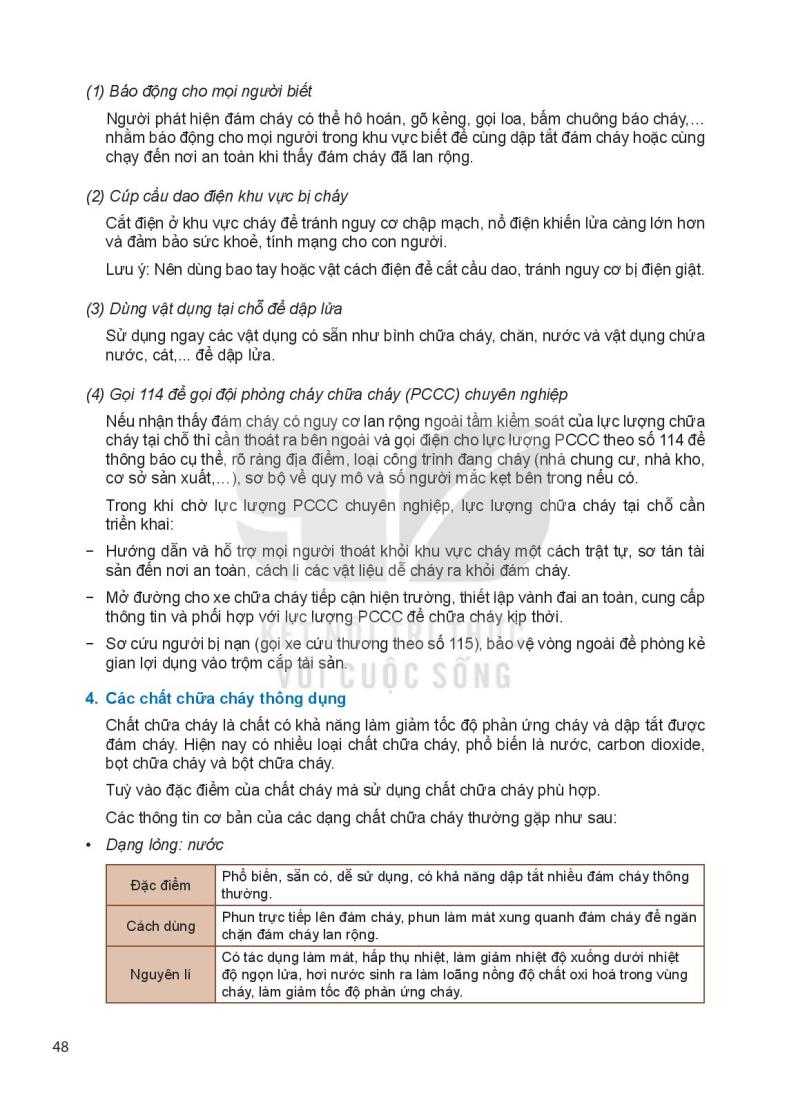 (1) Báo động cho mọi người biết
Người phát hiện đám cháy có thể hô hoán, gõ kẻng, gọi loa, bấm chuông báo cháy,...
nhằm báo động cho mọi người trong khu vực biết để cùng dập tắt đám cháy hoặc cùng
chạy đến nơi an toàn khi thấy đám cháy đã lan rộng.
(2) Cúp cầu dao điện khu vực bị cháy
Cắt điện ở khu vực cháy để tránh nguy cơ chập mạch, nổ điện khiến lửa càng lớn hơn
và đảm bảo sức khoẻ, tính mạng cho con người.
Lưu ý: Nên dùng bao tay hoặc vật cách điện để cắt cầu dao, tránh nguy cơ bị điện giật.
(3) Dùng vật dụng tại chỗ để dập lửa
Sử dụng ngay các vật dụng có sẵn như bình chữa cháy, chăn, nước và vật dụng chứa
nước, cát,... để dập lửa.
(4) Gọi 114 để gọi đội phòng cháy chữa cháy (PCCC) chuyên nghiệp
Nếu nhận thấy đám cháy có nguy cơ lan rộng ngoài tầm kiểm soát của lực lượng chữa
cháy tại chỗ thì cần thoát ra bên ngoài và gọi điện cho lực lượng PCCC theo số 114 để
thông báo cụ thể, rõ ràng địa điểm, loại công trình đang cháy (nhà chung cư, nhà kho,
cơ sở sản xuất,...), sơ bộ về quy mô và số người mắc kẹt bên trong nếu có.
Trong khi chờ lực lượng PCCC chuyên nghiệp, lực lượng chữa cháy tại chỗ cần
triển khai:
– Hướng dẫn và hỗ trợ mọi người thoát khỏi khu vực cháy một cách trật tự, sơ tán tài
sản đến nơi an toàn, cách li các vật liệu dễ cháy ra khỏi đám cháy.
– Mở đường cho xe chữa cháy tiếp cận hiện trường, thiết lập vành đai an toàn, cung cấp
thông tin và phối hợp với lực lượng PCCC để chữa cháy kịp thời.
– Sơ cứu người bị nạn (gọi xe cứu thương theo số 115), bảo vệ vòng ngoài đề phòng kẻ
gian lợi dụng vào trộm cắp tài sản.
KẾT NỐI TRI THỨC
VỚI CUỘC SỐNG
4. Các chất chữa cháy thông dụng
Chất chữa cháy là chất có khả năng làm giảm tốc độ phản ứng cháy và dập tắt được
đám cháy. Hiện nay có nhiều loại chất chữa cháy, phổ biến là nước, carbon dioxide,
bọt chữa cháy và bột chữa cháy.
Tuỳ vào đặc điểm của chất cháy mà sử dụng chất chữa cháy phù hợp.
Các thông tin cơ bản của các dạng chất chữa cháy thường gặp như sau:
• Dạng lỏng: nước
Đặc điểm
Phổ biến, sẵn có, dễ sử dụng, có khả năng dập tắt nhiều đám cháy thông
thường.
Cách dùng
Phun trực tiếp lên đám cháy, phun làm mát xung quanh đám cháy để ngăn
chặn đám cháy lan rộng.
Nguyên lí
Có tác dụng làm mát, hấp thụ nhiệt, làm giảm nhiệt độ xuống dưới nhiệt
độ ngọn lửa, hơi nước sinh ra làm loãng nồng độ chất oxi hoá trong vùng
cháy, làm giảm tốc độ phản ứng cháy.
48